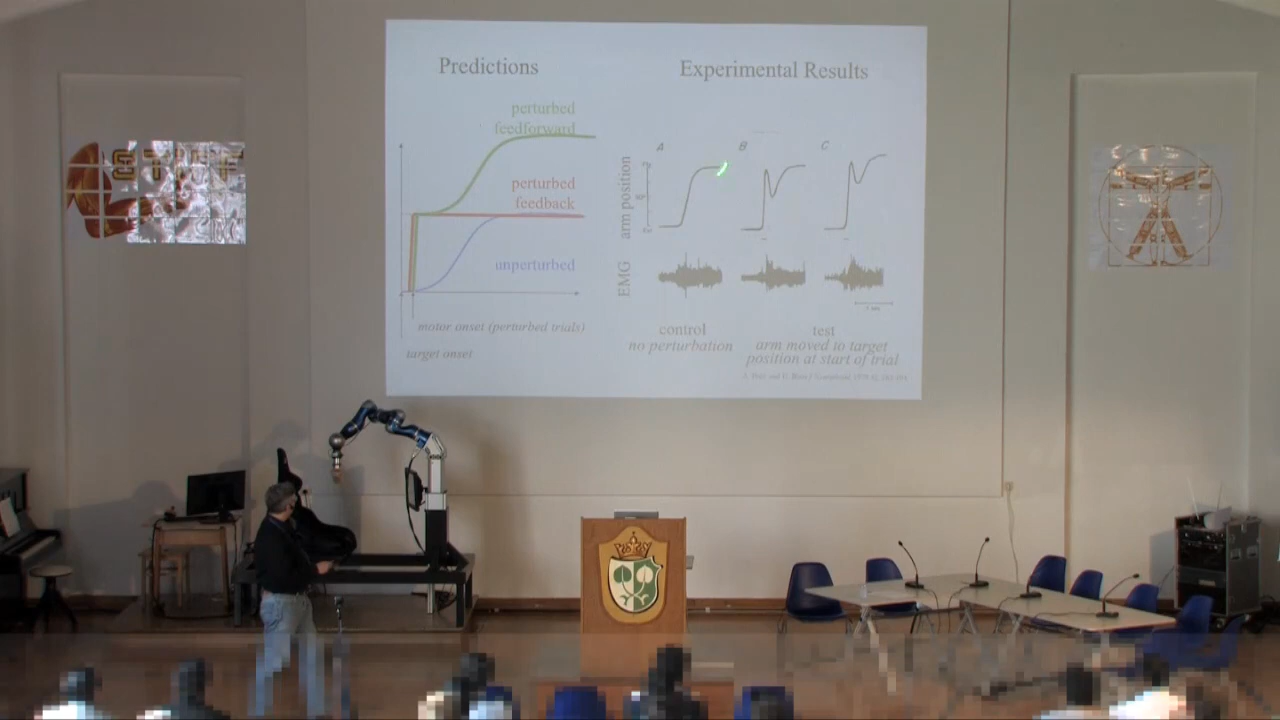 STIFF
Predictions
perturbed
feedforward
perturbed
feedback
unperturbed
motor onset (perturbed trials)
target onset
Experimental Results
A
B
C
arm position
EMG
control
no perturbation
test
arm moved to target
position at start of trial